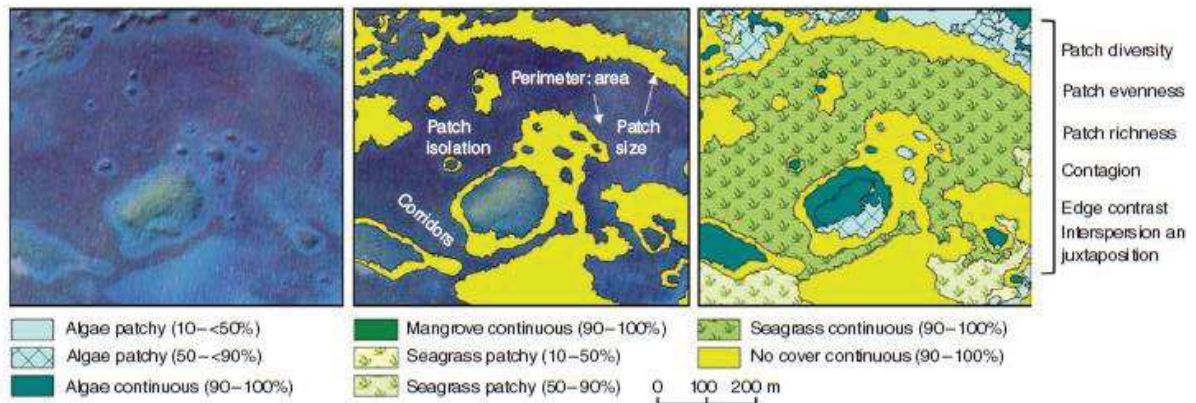 Perimeter: area
Patch
isolation
Patch
size
Corridors
Patch diversity
Patch evenness
Patch richness
Contagion
Edge contrast
Interspersion an
juxtaposition
Algae patchy (10–<50%)
Algae patchy (50–<90%)
Algae continuous (90–100%)
Mangrove continuous (90–100%)
Seagrass patchy (10–50%)
Seagrass patchy (50–90%)
Seagrass continuous (90–100%)
No cover continuous (90–100%)
0 100 200 m